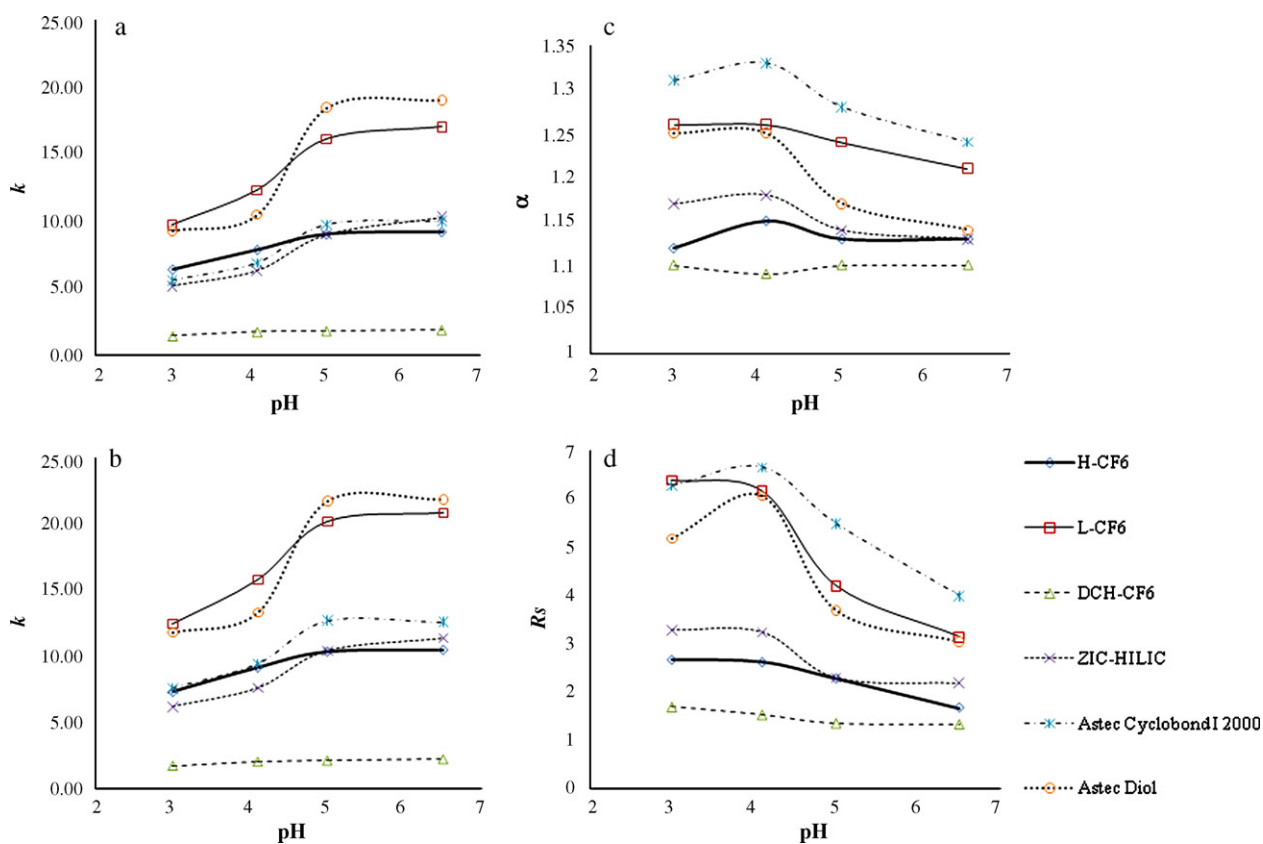 a
25.00
20.00
15.00
10.00
5.00
0.00
k
2 3 4 5 6 7
pH
c
1.35
1.3
1.25
1.2
1.15
1.1
1.05
1
α
2 3 4 5 6 7
pH
b
25.00
20.00
15.00
10.00
5.00
0.00
k
2 3 4 5 6 7
pH
d
7
6
5
4
3
2
1
0
Rs
2 3 4 5 6 7
pH
H-CF6
L-CF6
DCH-CF6
ZIC-HILIC
Astec Cyclobond I 2000
Astec Diol